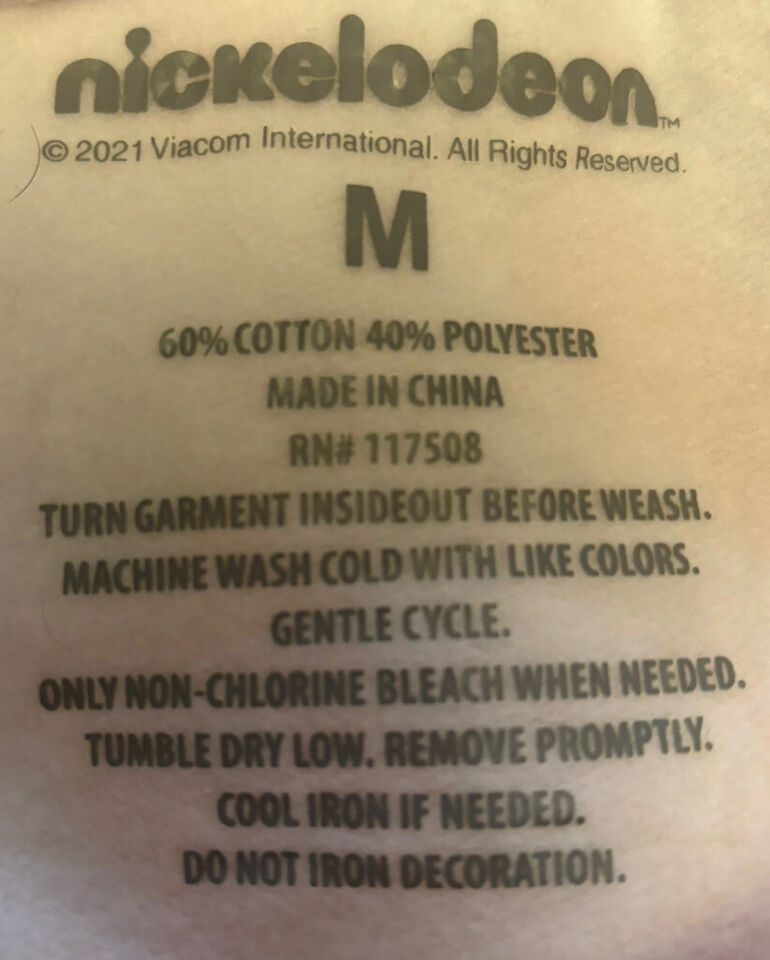 nickelodeon™
© 2021 Viacom International. All Rights Reserved.
M
60% COTTON 40% POLYESTER
MADE IN CHINA
RN# 117508
TURN GARMENT INSIDEOUT BEFORE WEASH.
MACHINE WASH COLD WITH LIKE COLORS.
GENTLE CYCLE.
ONLY NON-CHLORINE BLEACH WHEN NEEDED.
TUMBLE DRY LOW. REMOVE PROMPTLY.
COOL IRON IF NEEDED.
DO NOT IRON DECORATION.